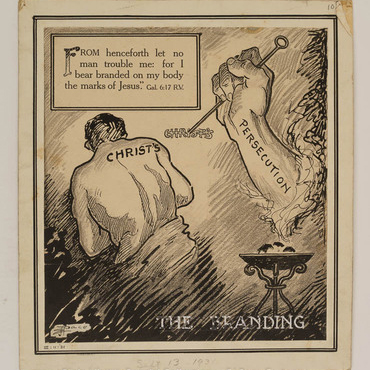 FROM henceforth let no
man trouble me: for I
bear branded on my body
the marks of Jesus." Gal. 6:17 R.V.
CHRIST'S
CHRIST'S
PERSECUTION
THE BRANDING